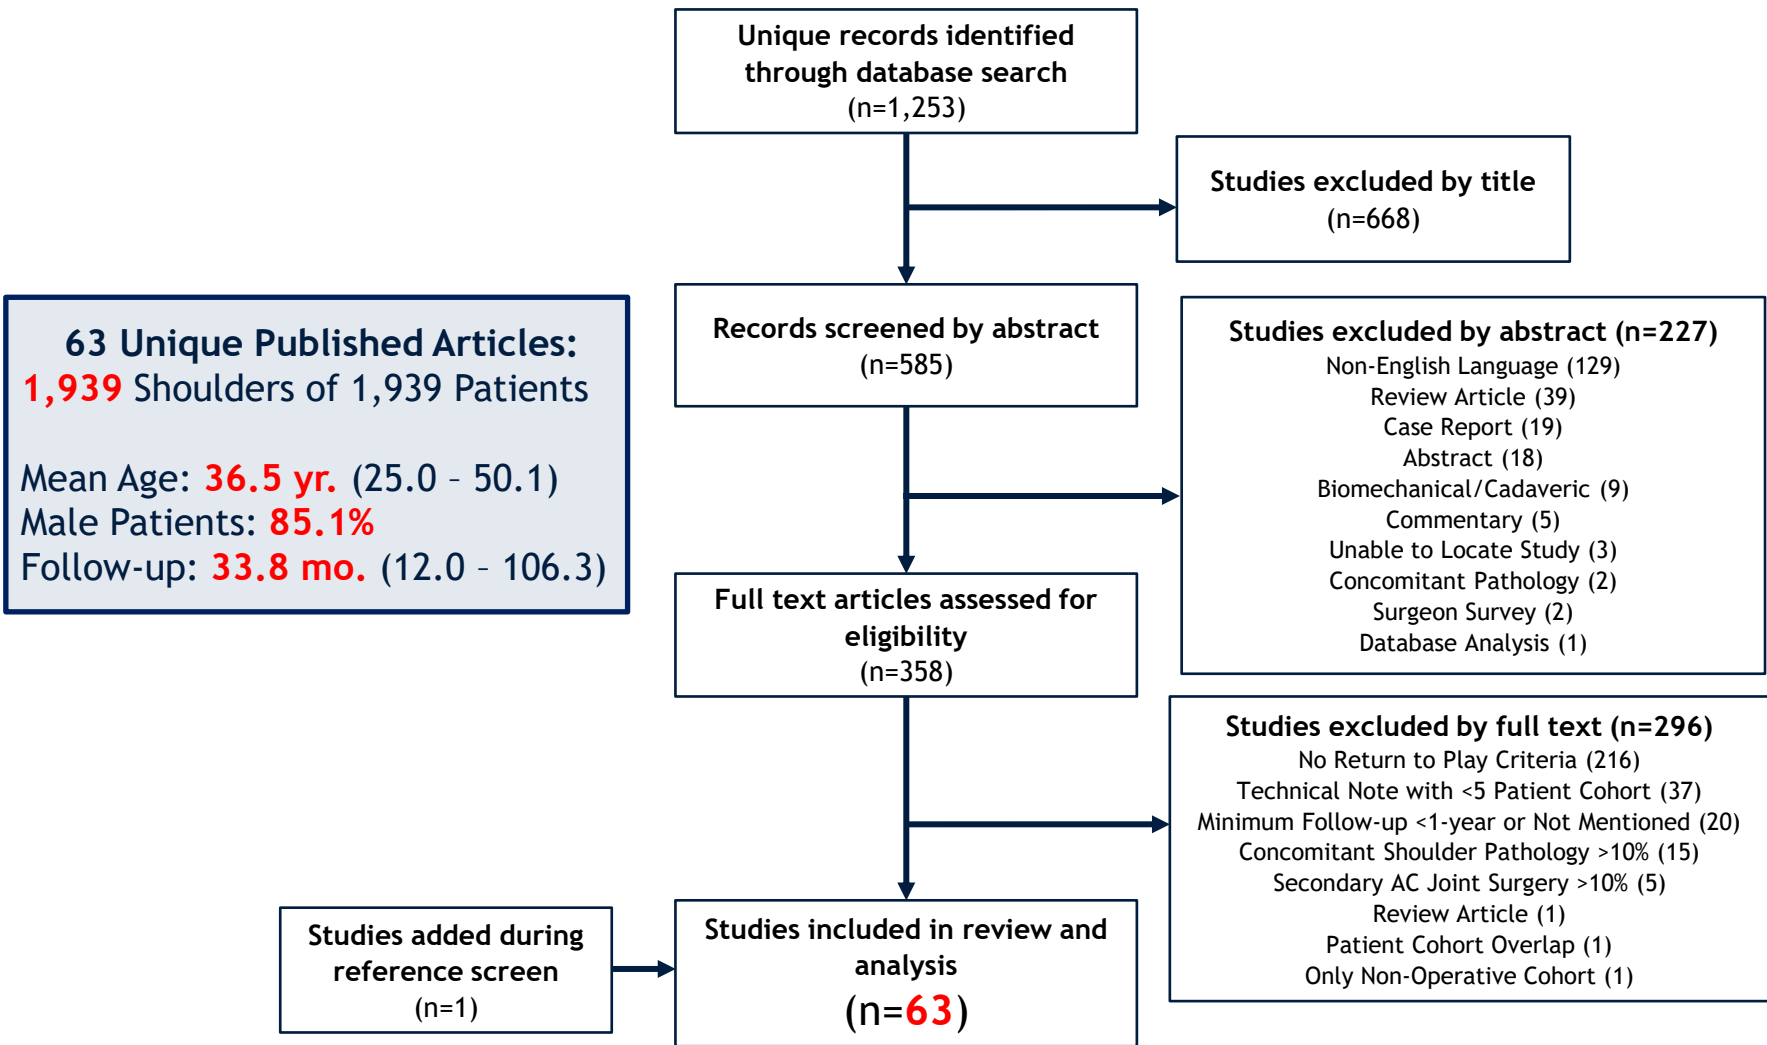 Unique records identified
through database search
(n=1,253)
Studies excluded by title
(n=668)
Records screened by abstract
(n=585)
63 Unique Published Articles:
1,939 Shoulders of 1,939 Patients
Mean Age: 36.5 yr. (25.0 – 50.1)
Male Patients: 85.1%
Follow-up: 33.8 mo. (12.0 – 106.3)
Studies excluded by abstract (n=227)
Non-English Language (129)
Review Article (39)
Case Report (19)
Abstract (18)
Biomechanical/Cadaveric (9)
Commentary (5)
Unable to Locate Study (3)
Concomitant Pathology (2)
Surgeon Survey (2)
Database Analysis (1)
Full text articles assessed for
eligibility
(n=358)
Studies excluded by full text (n=296)
No Return to Play Criteria (216)
Technical Note with <5 Patient Cohort (37)
Minimum Follow-up <1-year or Not Mentioned (20)
Concomitant Shoulder Pathology >10% (15)
Secondary AC Joint Surgery >10% (5)
Review Article (1)
Patient Cohort Overlap (1)
Only Non-Operative Cohort (1)
Studies added during
reference screen
(n=1)
Studies included in review and
analysis
(n=63)